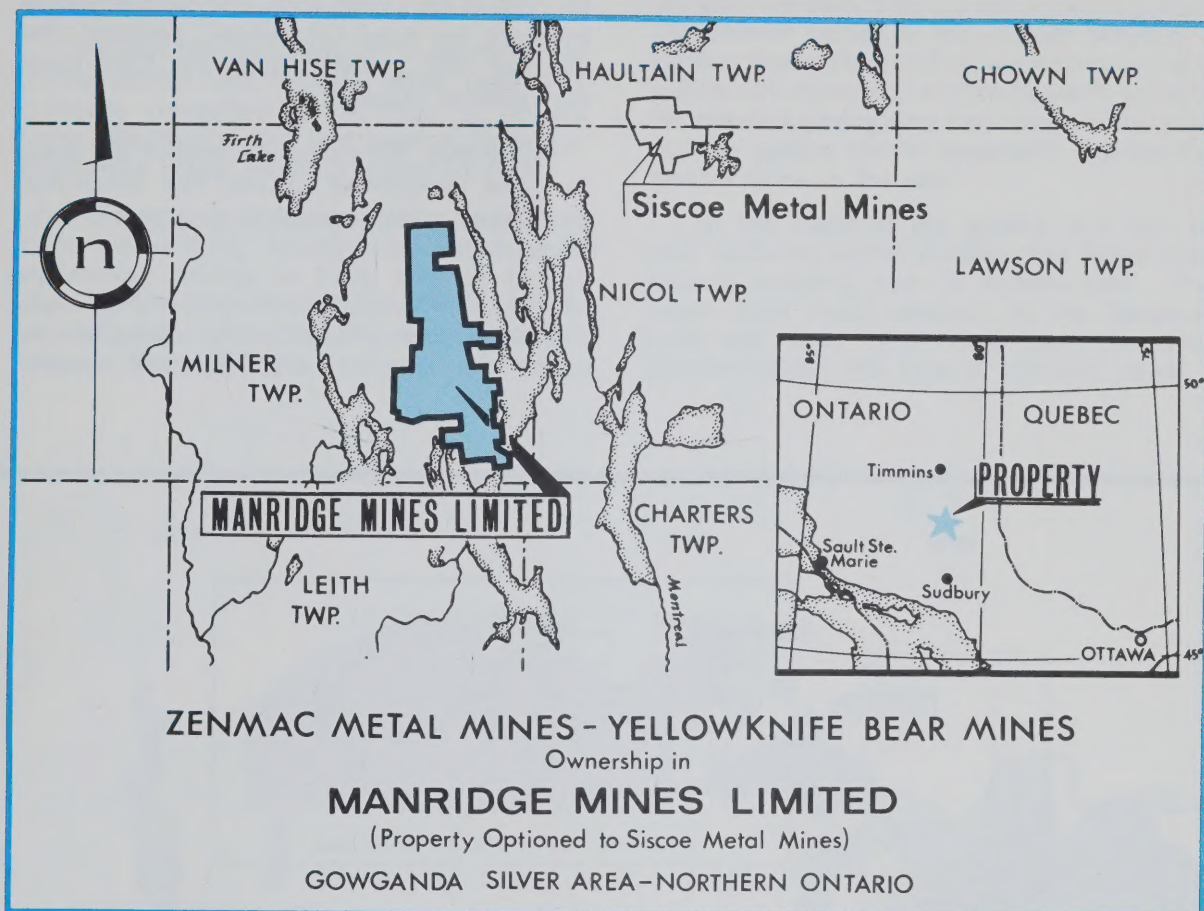 VAN HISE TWP.
HAULTAIN TWP.
CHOWN TWP.
Firth
Lake
Siscoe Metal Mines
n
NICOL TWP.
LAWSON TWP.
MILNER
TWP.
85°
80°
75°
50°
ONTARIO
QUEBEC
Timmins
PROPERTY
MANRIDGE MINES LIMITED
CHARTERS
TWP.
Sault Ste.
Marie
Sudbury
LEITH
TWP.
Montreal
OTTAWA
45°
ZENMAC METAL MINES - YELLOWKNIFE BEAR MINES
Ownership in
MANRIDGE MINES LIMITED
(Property Optioned to Siscoe Metal Mines)
GOWGANDA SILVER AREA-NORTHERN ONTARIO